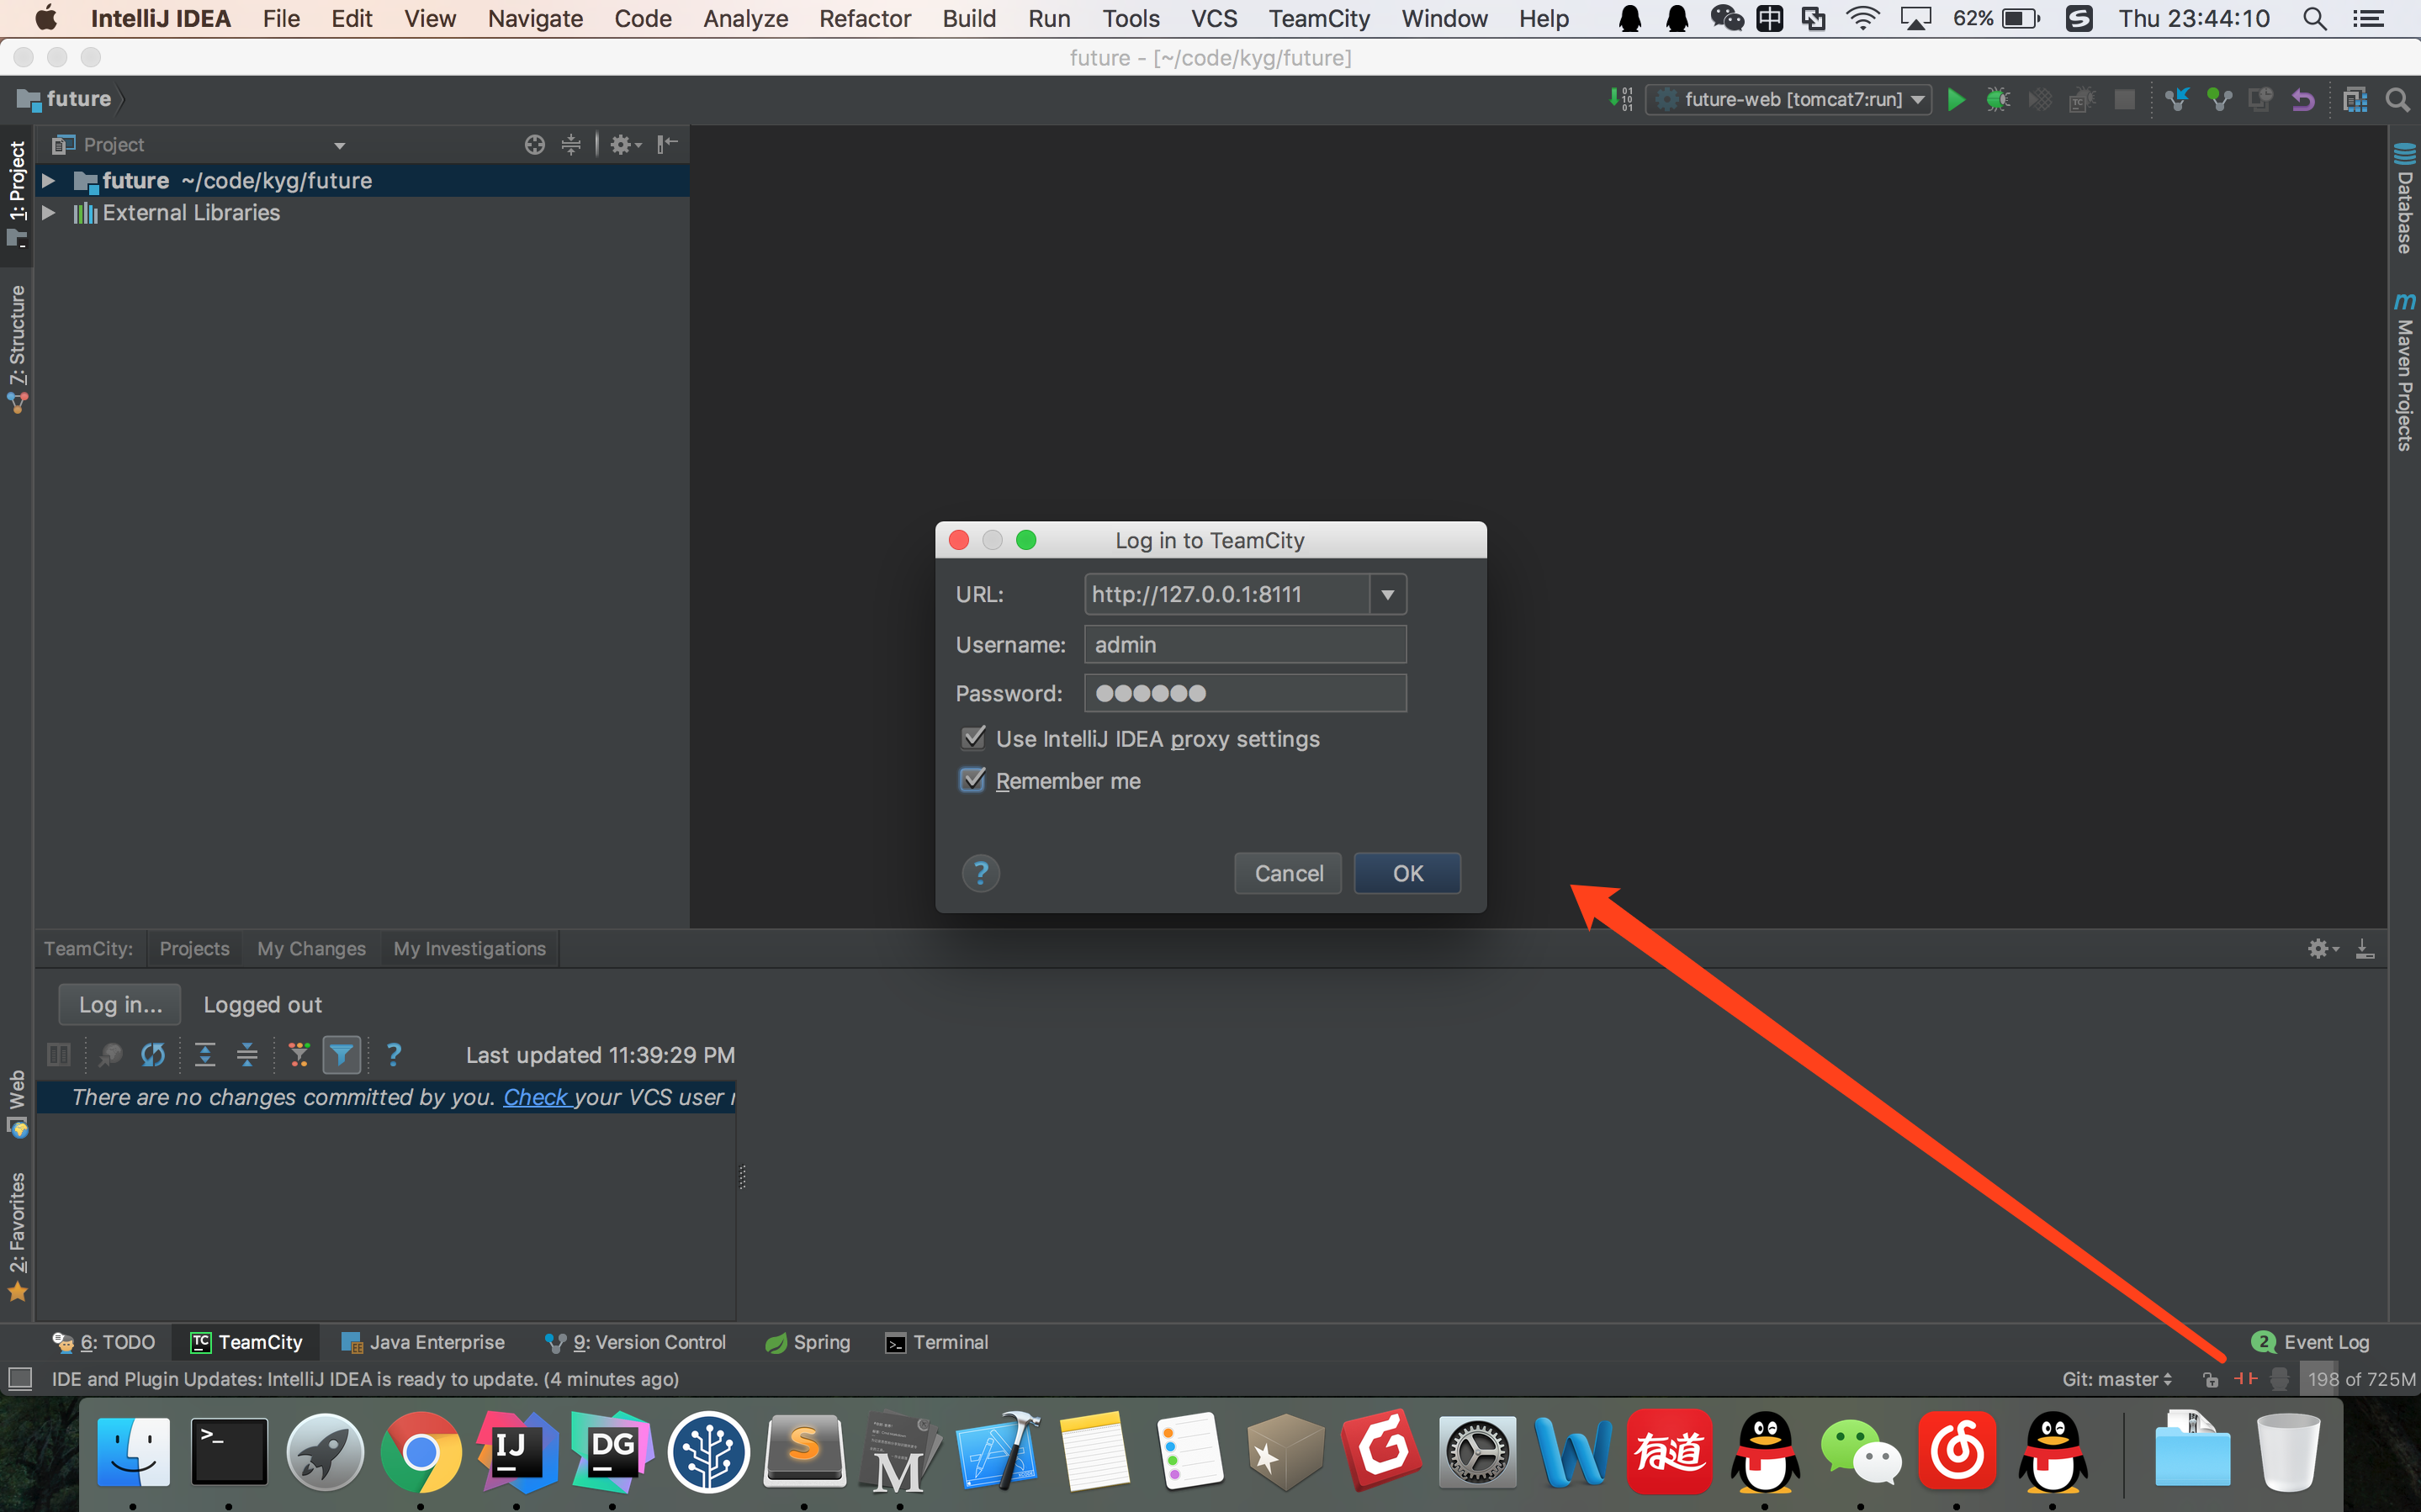 IntelliJ IDEA File Edit View Navigate Code Analyze Refactor Build Run Tools VCS TeamCity Window Help 中 62% S Thu 23:44:10
future - [~/code/kyg/future]
future
future-web [tomcat7:run]
1: Project
7: Structure
Web
2: Favorites
Project
future ~/code/kyg/future
External Libraries
Database
m Maven Projects
Log in to TeamCity
URL: http://127.0.0.1:8111
Username: admin
Password:
Use IntelliJ IDEA proxy settings
Remember me
? Cancel OK
TeamCity: Projects My Changes My Investigations
Log in... Logged out
? Last updated 11:39:29 PM
There are no changes committed by you. Check your VCS user
6: TODO TC TeamCity Java Enterprise 9: Version Control Spring Terminal 2 Event Log
IDE and Plugin Updates: IntelliJ IDEA is ready to update. (4 minutes ago) Git: master 198 of 725M
>_ IJ DG S M G W 有道